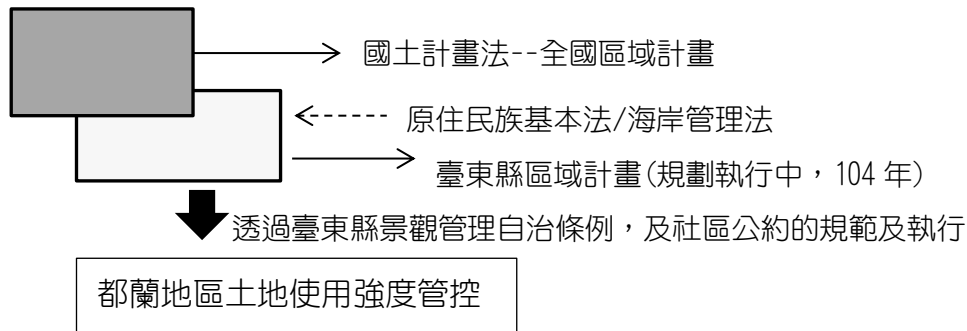 國土計畫法--全國區域計畫
原住民族基本法/海岸管理法
臺東縣區域計畫(規劃執行中，104 年)
透過臺東縣景觀管理自治條例，及社區公約的規範及執行
都蘭地區土地使用強度管控